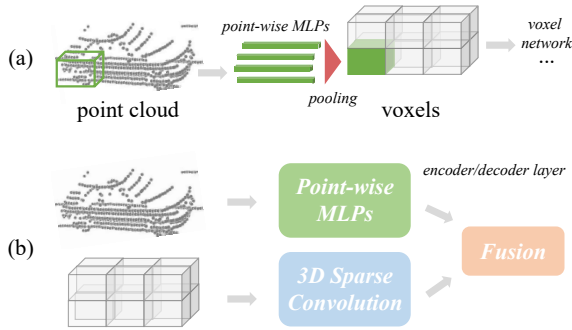 (a)
point-wise MLPs
voxel
network
...
pooling
point cloud
voxels
(b)
Point-wise
MLPs
encoder/decoder layer
3D Sparse
Convolution
Fusion